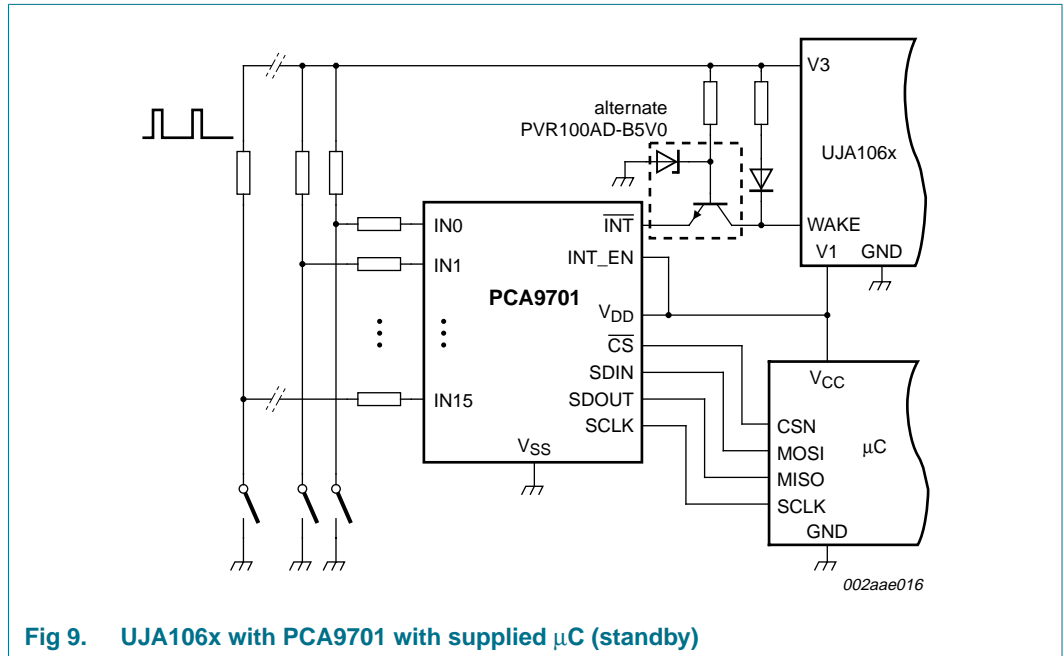 V3
alternate
PVR100AD-B5V0
UJA106x
WAKE
V1 GND
IN0
IN1
IN15
PCA9701
INT
INT_EN
VDD
CS
SDIN
SDOUT
SCLK
VSS
VCC
CSN
MOSI
MISO
SCLK
μC
GND
002aae016
Fig 9. UJA106x with PCA9701 with supplied μC (standby)